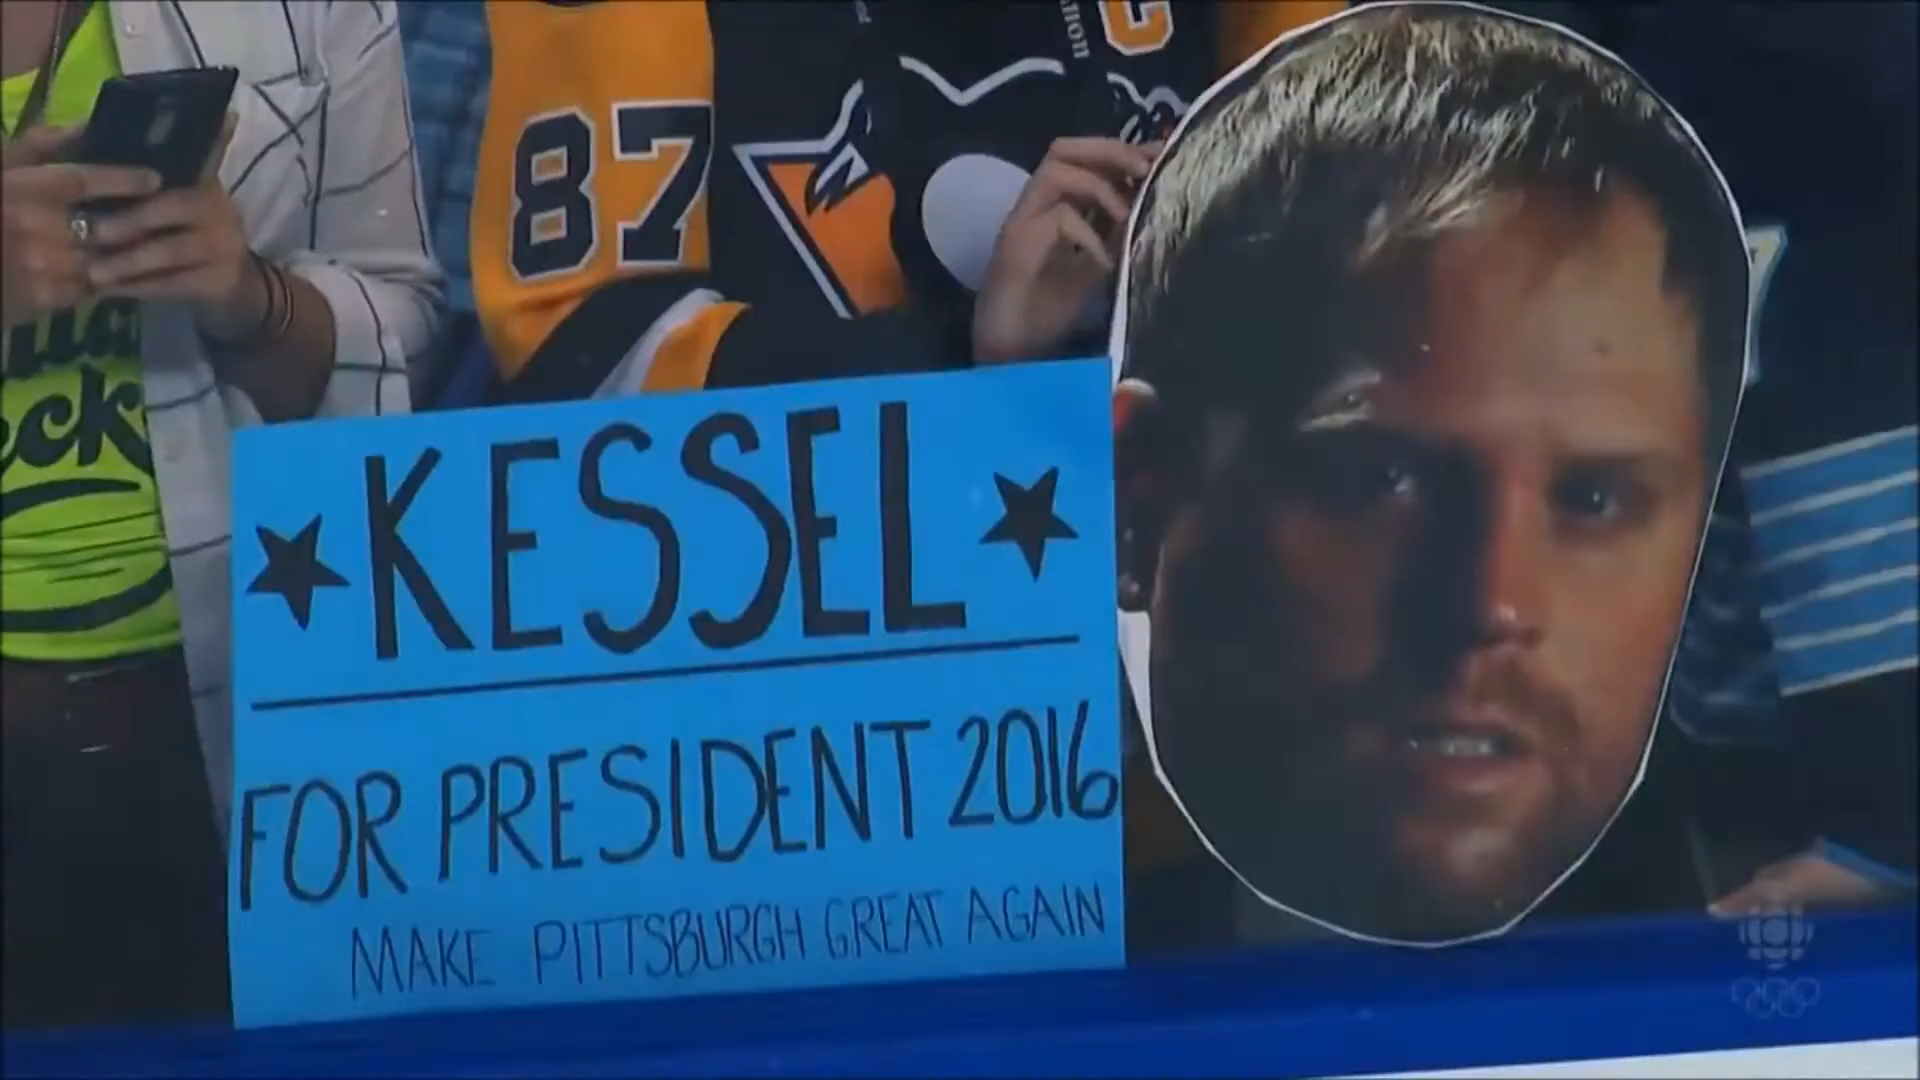 87
C
KESSEL
FOR PRESIDENT 2016
MAKE PITTSBURGH GREAT AGAIN